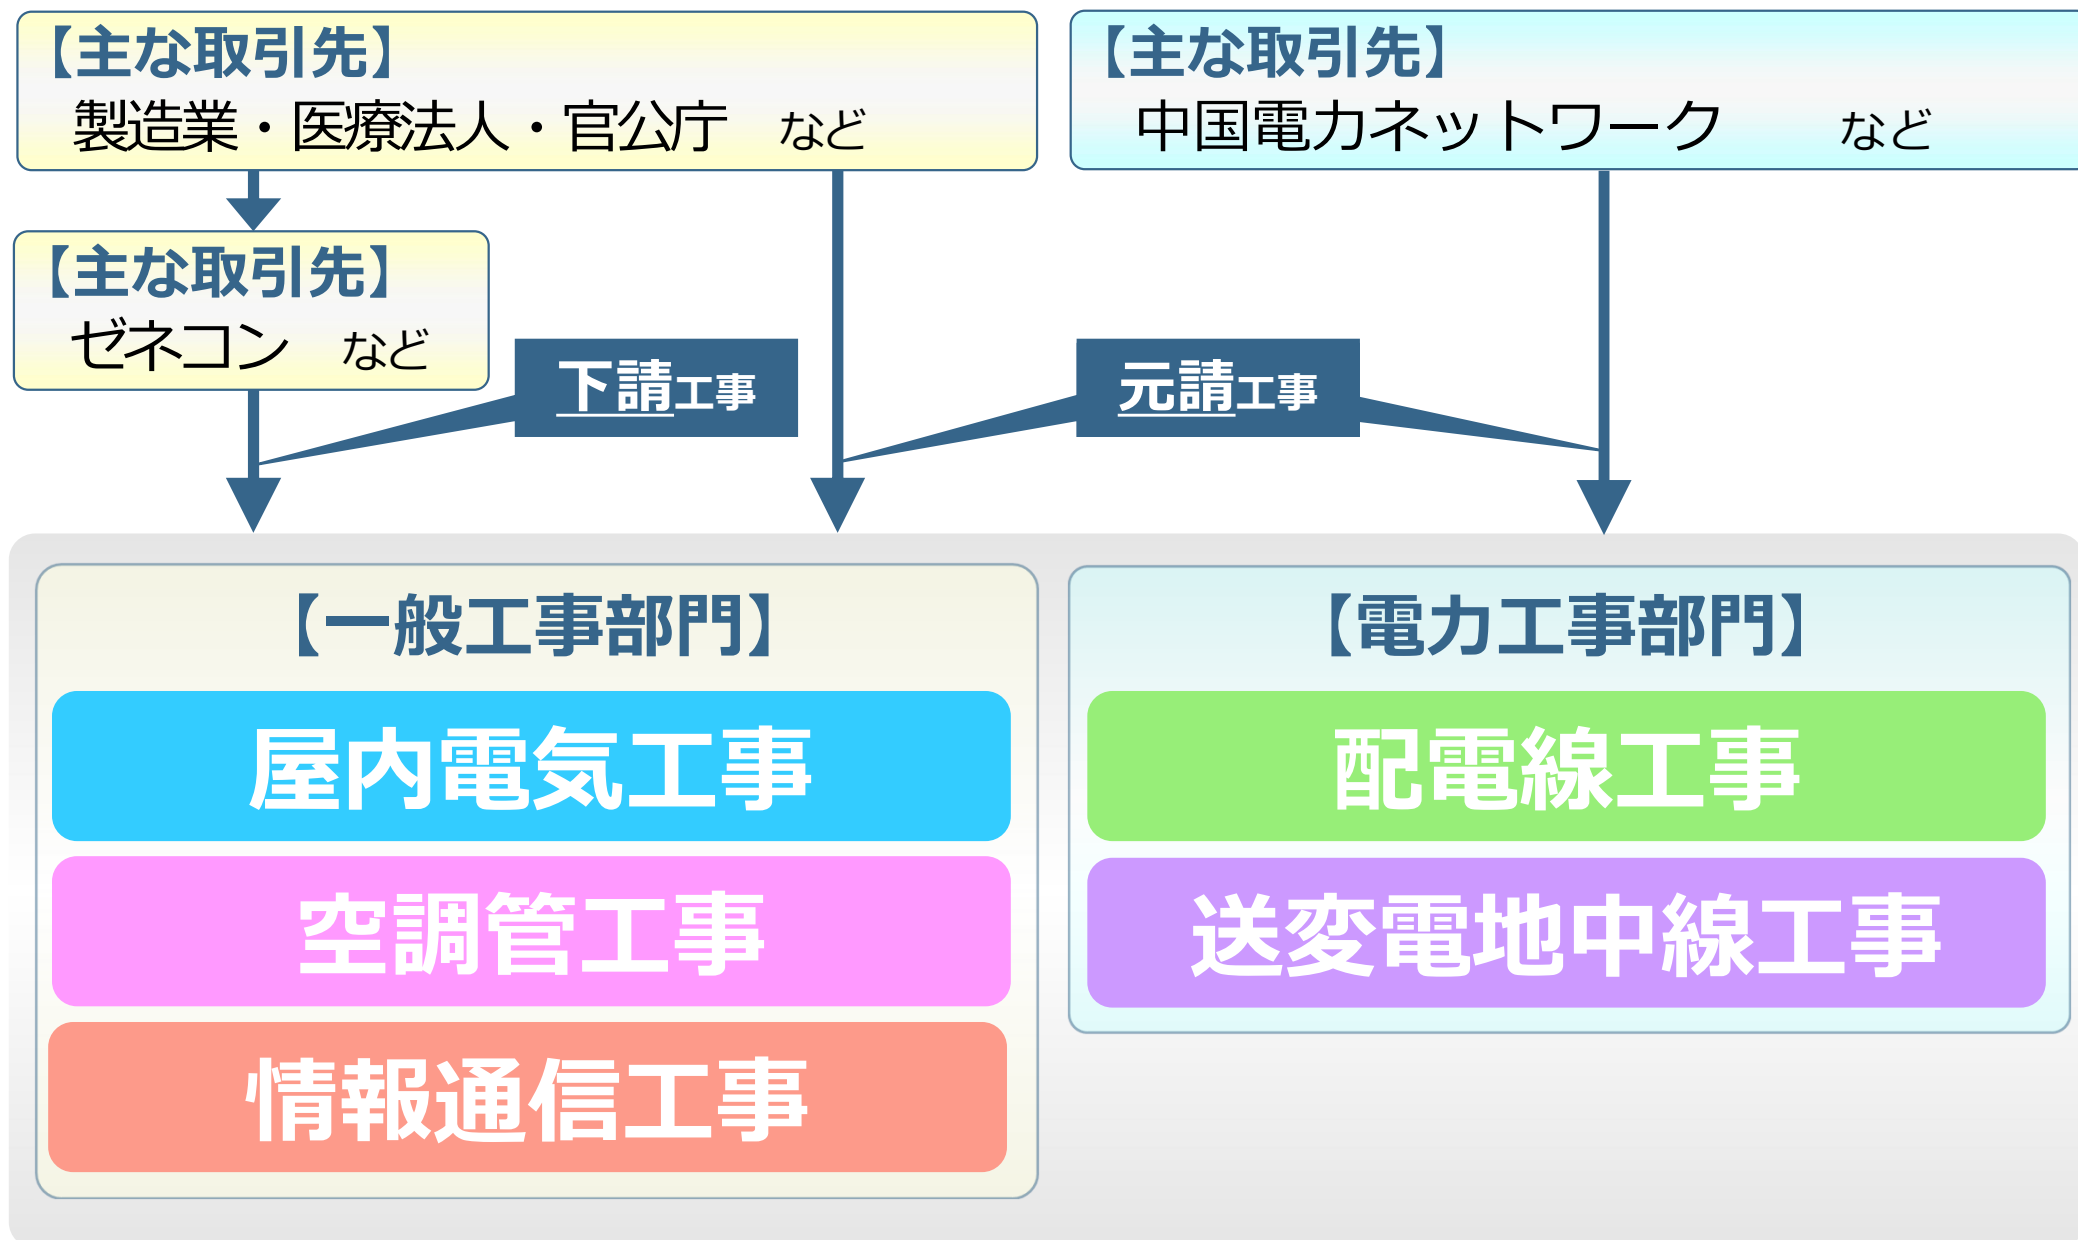 【主な取引先】
製造業・医療法人・官公庁　など
【主な取引先】
中国電力ネットワーク　など
【主な取引先】
ゼネコン　など
下請工事
元請工事
【一般工事部門】
屋内電気工事
空調管工事
情報通信工事
【電力工事部門】
配電線工事
送変電地中線工事